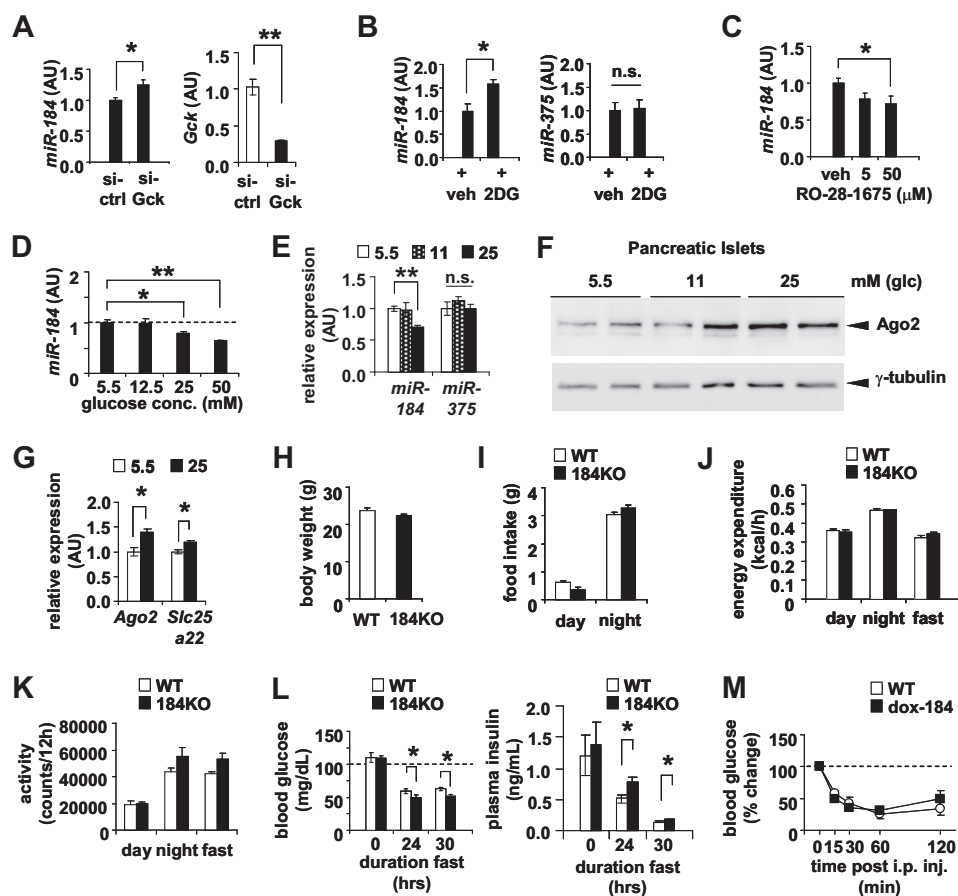 A
miR-184 (AU)
*
1.5
1.0
0.5
0.0
si-
ctrl
si-
Gck
Gck (AU)
**
1.5
1.0
0.5
0
si-
ctrl
si-
Gck
B
miR-184 (AU)
*
2.0
1.5
1.0
0.5
0.0
+ +
veh 2DG
miR-375 (AU)
n.s.
2.0
1.5
1.0
0.5
0.0
+ +
veh 2DG
C
miR-184 (AU)
*
1.5
1.0
0.5
0.0
veh 5 50
RO-28-1675 (μM)
D
miR-184 (AU)
**
*
2
1
1
0
5.5 12.5 25 50
glucose conc. (mM)
E
5.5 11 25
relative expression
(AU)
** n.s.
1.5
1.0
0.5
0.0
miR-
184
miR-
375
F
Pancreatic Islets
5.5 11 25 mM (glc)
Ago2
γ-tubulin
G
5.5 25
relative expression
(AU)
* *
2.0
1.5
1.0
0.5
0.0
Ago2 Slc25
a22
H
body weight (g)
30
20
10
0
WT 184KO
I
WT
184KO
food intake (g)
4
3
2
1
0
day night
J
WT
184KO
energy expenditure
(kcal/h)
0.6
0.5
0.4
0.3
0.2
0.1
0
day night fast
K
WT
184KO
activity
(counts/12h)
80000
60000
40000
20000
0
day night fast
L
WT
184KO
blood glucose
(mg/dL)
* *
150
100
50
0
0 24 30
duration fast
(hrs)
WT
184KO
plasma insulin
(ng/mL)
* *
2.0
1.5
1.0
0.5
0.0
0 24 30
duration fast
(hrs)
M
WT
dox-184
blood glucose
(% change)
150
100
50
0
0 15 30 60 120
time post i.p. inj.
(min)